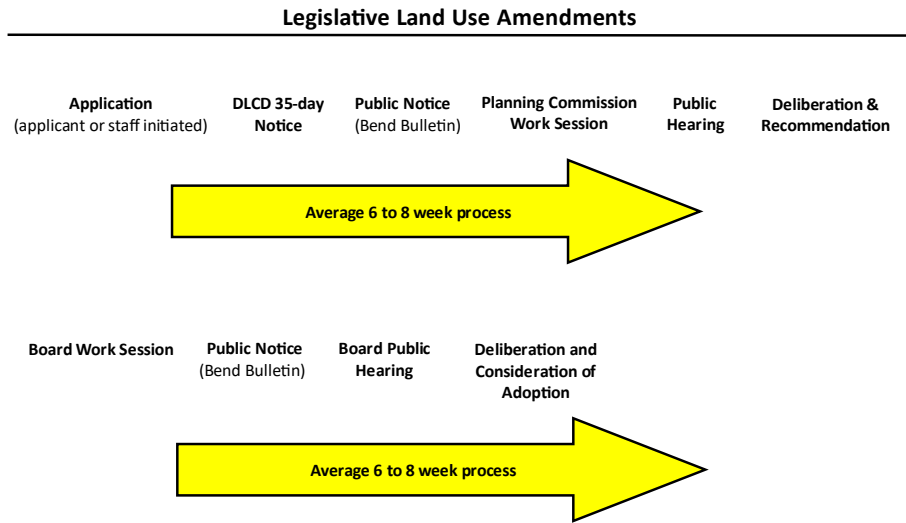 Legislative Land Use Amendments
Application
(applicant or staff initiated)
DLCD 35-day
Notice
Public Notice
(Bend Bulletin)
Planning Commission
Work Session
Public
Hearing
Deliberation &
Recommendation
Average 6 to 8 week process
Board Work Session
Public Notice
(Bend Bulletin)
Board Public
Hearing
Deliberation and
Consideration of
Adoption
Average 6 to 8 week process